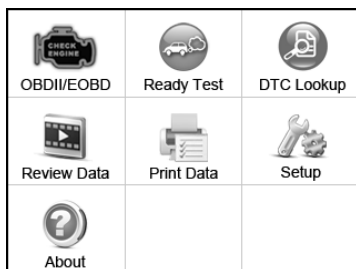 CHECK
ENGINE
OBDII/EOBD
Ready Test
DTC Lookup
Review Data
Print Data
Setup
About